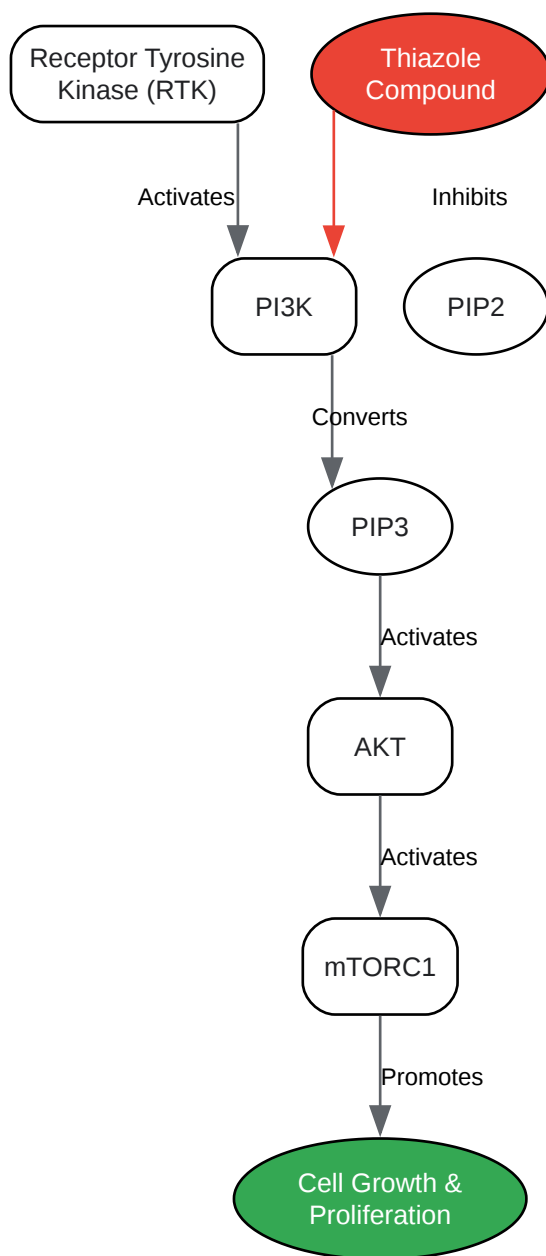 Receptor Tyrosine
Kinase (RTK)
Thiazole
Compound
Activates
Inhibits
PI3K
PIP2
Converts
PIP3
Activates
AKT
Activates
mTORC1
Promotes
Cell Growth &
Proliferation